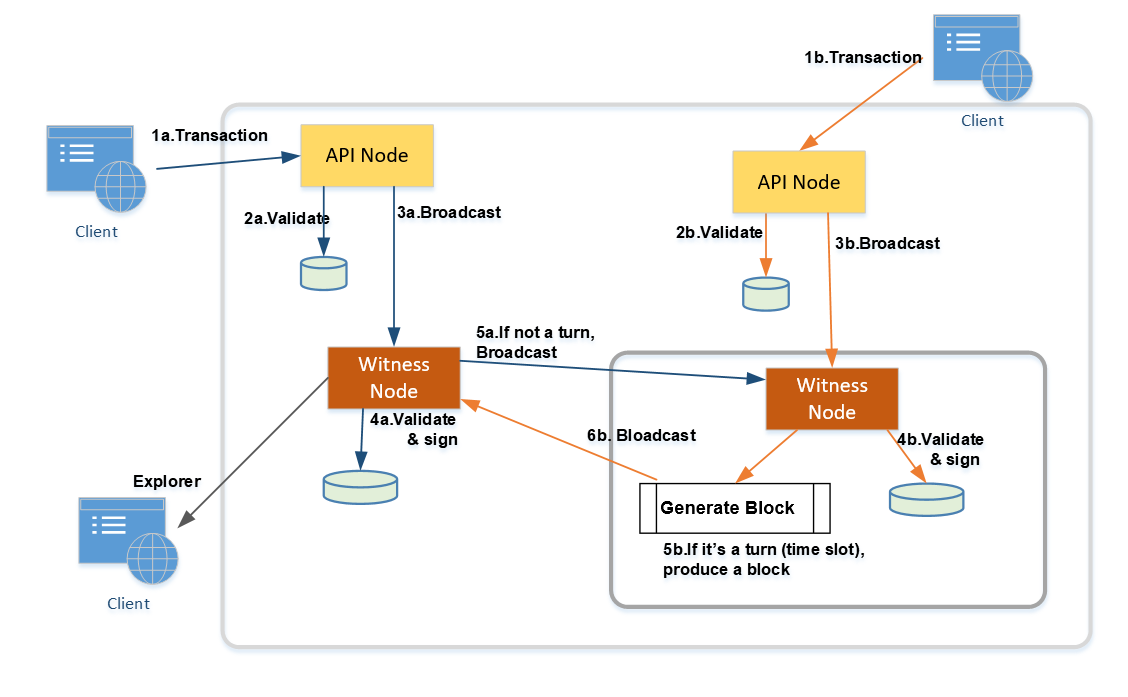 1b.Transaction
Client
1a.Transaction
API Node
Client
API Node
2a.Validate
3a.Broadcast
2b.Validate
3b.Broadcast
5a.If not a turn,
Broadcast
Witness
Node
Witness
Node
4a.Validate
& sign
6b. Bloadcast
4b.Validate
& sign
Explorer
Generate Block
5b.If it's a turn (time slot),
produce a block
Client